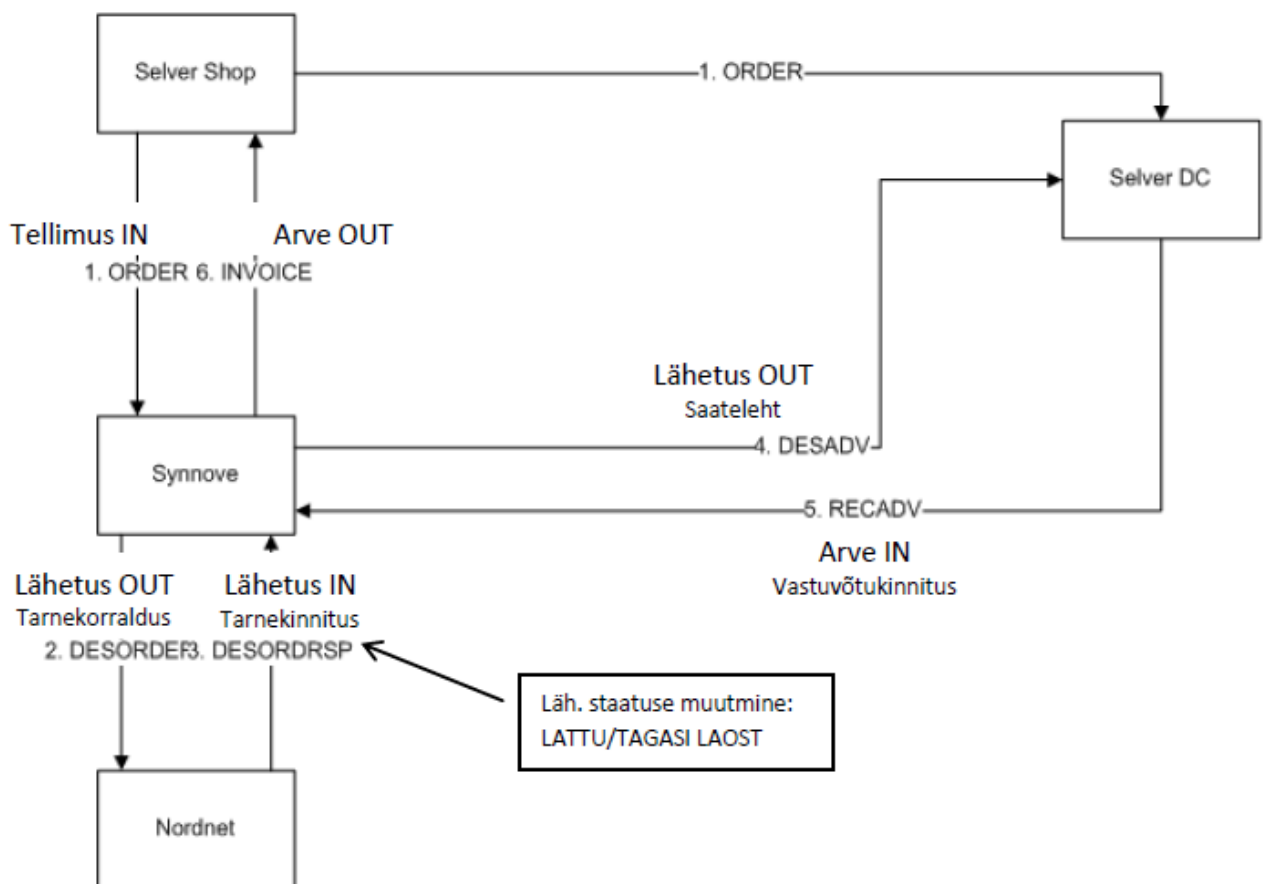 Selver Shop
1. ORDER
Selver DC
Tellimus IN
Arve OUT
1. ORDER 6. INVOICE
Lähetus OUT
Saateleht
4. DESADV
Synnove
5. RECADV
Arve IN
Vastuvõtukinnitus
Lähetus OUT
Tarnekorraldus
Lähetus IN
Tarnekinnitus
2. DESORDER
3. DESORDRSP
Läh. staatuse muutmine:
LATTU/TAGASI LAOST
Nordnet